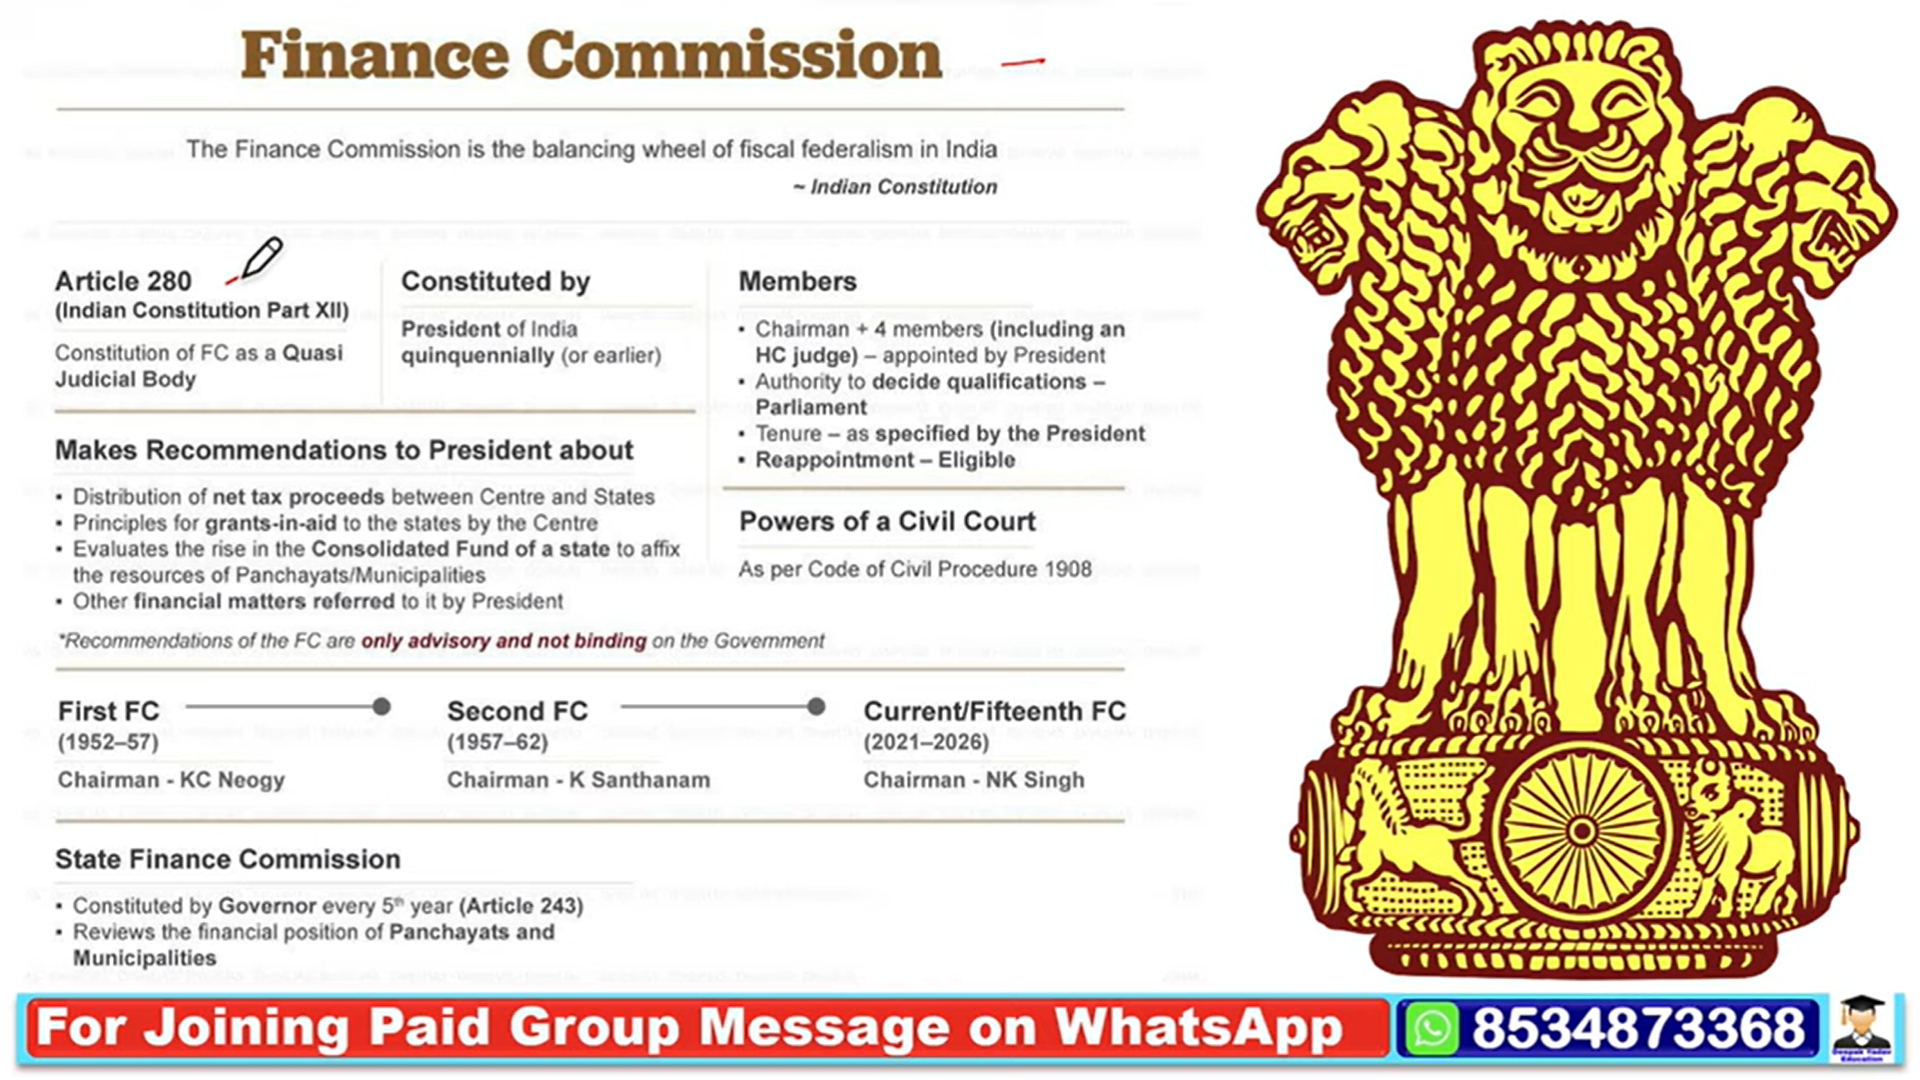 Finance Commission
The Finance Commission is the balancing wheel of fiscal federalism in India
~ Indian Constitution
Article 280
(Indian Constitution Part XII)
Constitution of FC as a Quasi
Judicial Body
Constituted by
President of India
quinquennially (or earlier)
Members
▪ Chairman + 4 members (including an
HC judge) – appointed by President
▪ Authority to decide qualifications –
Parliament
▪ Tenure – as specified by the President
▪ Reappointment – Eligible
Makes Recommendations to President about
▪ Distribution of net tax proceeds between Centre and States
▪ Principles for grants-in-aid to the states by the Centre
▪ Evaluates the rise in the Consolidated Fund of a state to affix
the resources of Panchayats/Municipalities
▪ Other financial matters referred to it by President
*Recommendations of the FC are only advisory and not binding on the Government
Powers of a Civil Court
As per Code of Civil Procedure 1908
First FC
(1952–57)
Chairman - KC Neogy
Second FC
(1957–62)
Chairman - K Santhanam
Current/Fifteenth FC
(2021–2026)
Chairman - NK Singh
State Finance Commission
▪ Constituted by Governor every 5th year (Article 243)
▪ Reviews the financial position of Panchayats and
Municipalities
For Joining Paid Group Message on WhatsApp
8534873368
Deepak Yadav
Education